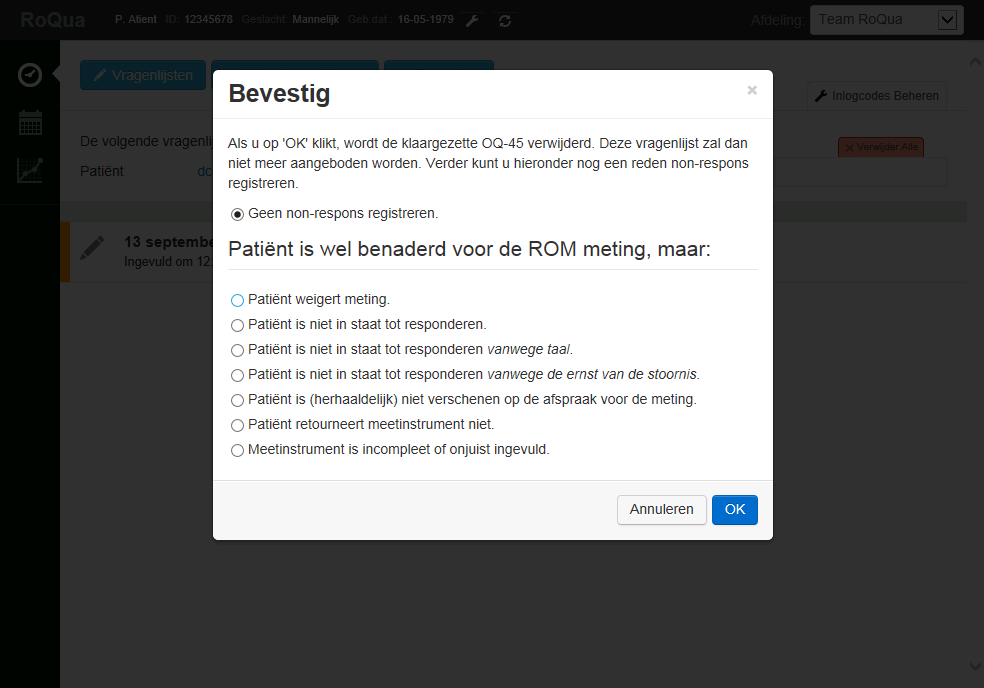 RoQua P. Atient ID: 12345678 Geslacht: Mannelijk Geb.dat.: 16-05-1979 Afdeling: Team RoQua
Vragenlijsten
Inlogcodes Beheren
De volgende vragenlij
Verwijder Alle
Patiënt
13 septembe
Ingevuld om 12
Bevestig
×
Als u op 'OK' klikt, wordt de klaargezette OQ-45 verwijderd. Deze vragenlijst zal dan
niet meer aangeboden worden. Verder kunt u hieronder nog een reden non-respons
registreren.
Geen non-respons registreren.
Patiënt is wel benaderd voor de ROM meting, maar:
Patiënt weigert meting.
Patiënt is niet in staat tot responderen.
Patiënt is niet in staat tot responderen vanwege taal.
Patiënt is niet in staat tot responderen vanwege de ernst van de stoornis.
Patiënt is (herhaaldelijk) niet verschenen op de afspraak voor de meting.
Patiënt retourneert meetinstrument niet.
Meetinstrument is incompleet of onjuist ingevuld.
Annuleren OK